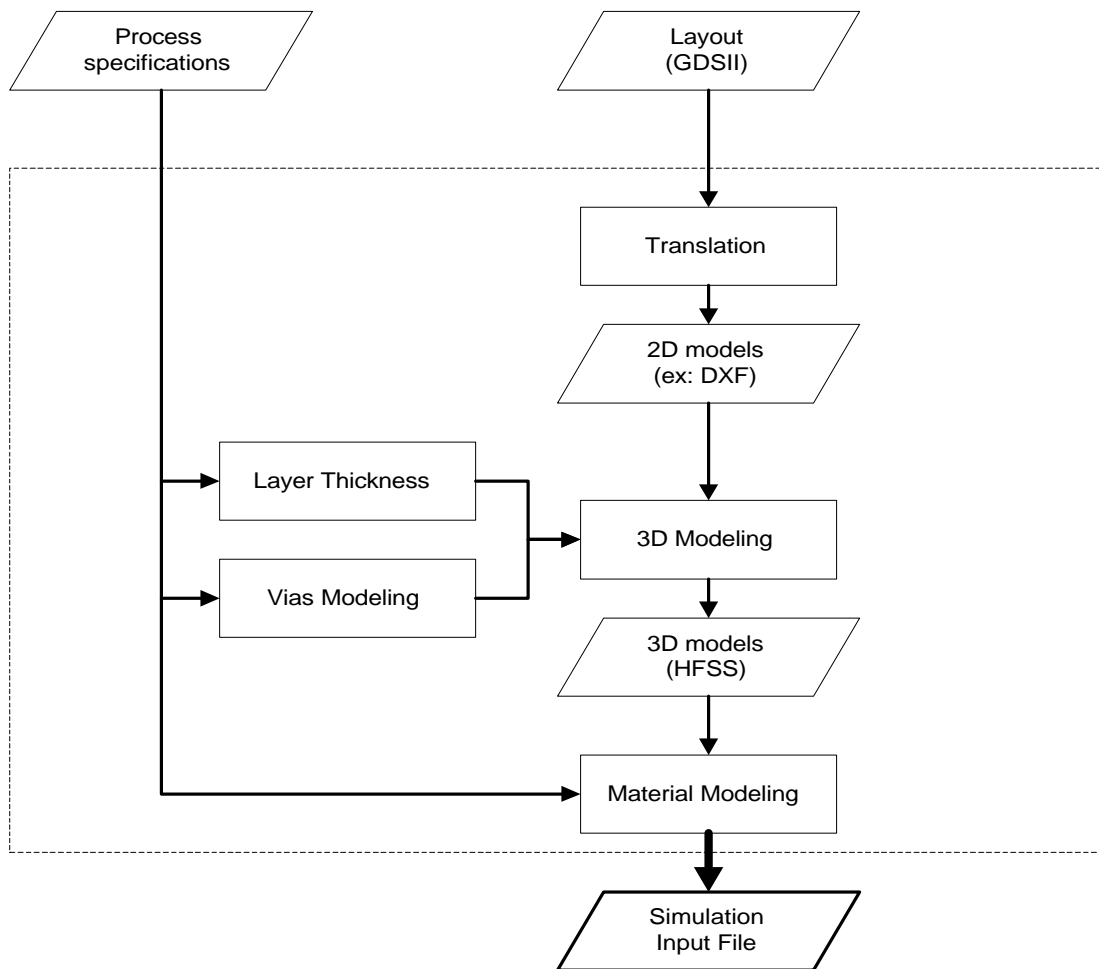 Process
specifications
Layout
(GDSII)
Translation
2D models
(ex: DXF)
Layer Thickness
3D Modeling
Vias Modeling
3D models
(HFSS)
Material Modeling
Simulation
Input File